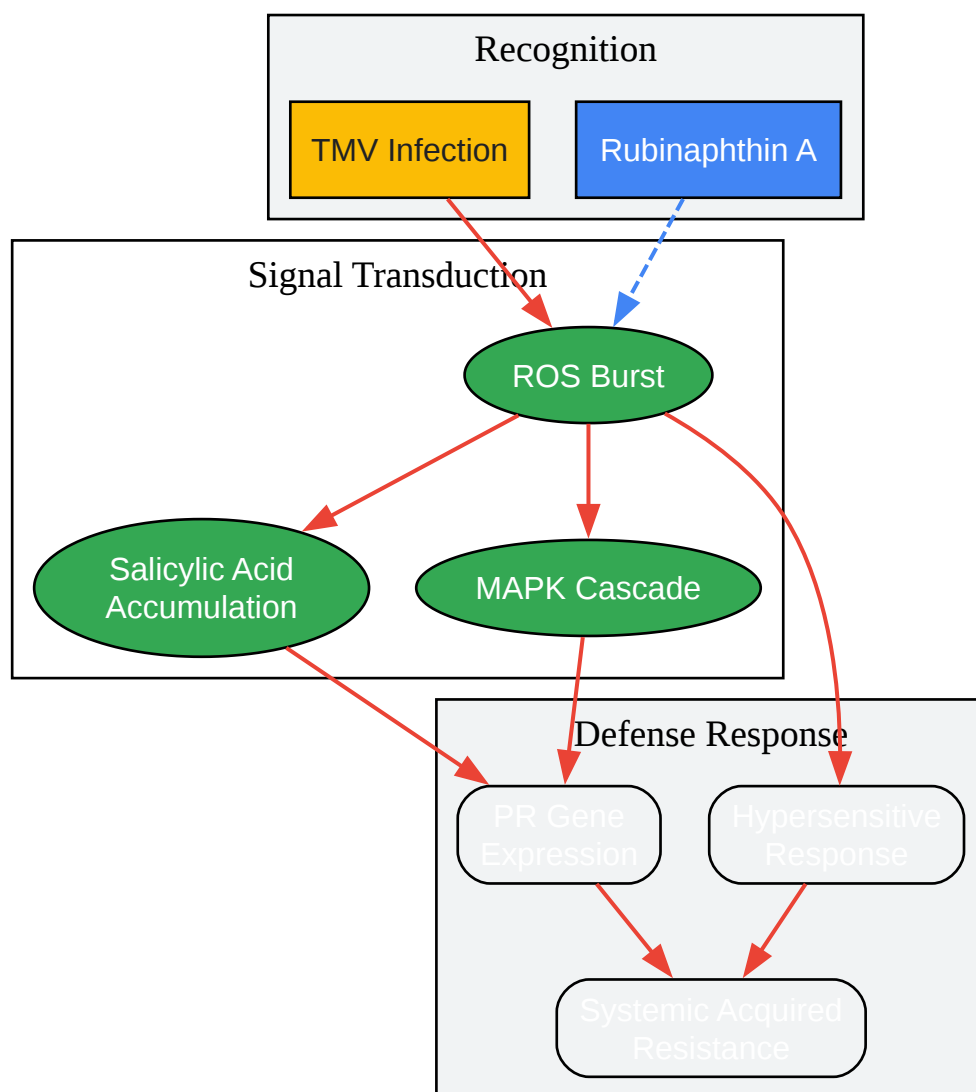 Recognition
TMV Infection
Rubinaphthin A
Signal Transduction
ROS Burst
Salicylic Acid
Accumulation
MAPK Cascade
Defense Response
PR Gene
Expression
Hypersensitive
Response
Systemic Acquired
Resistance